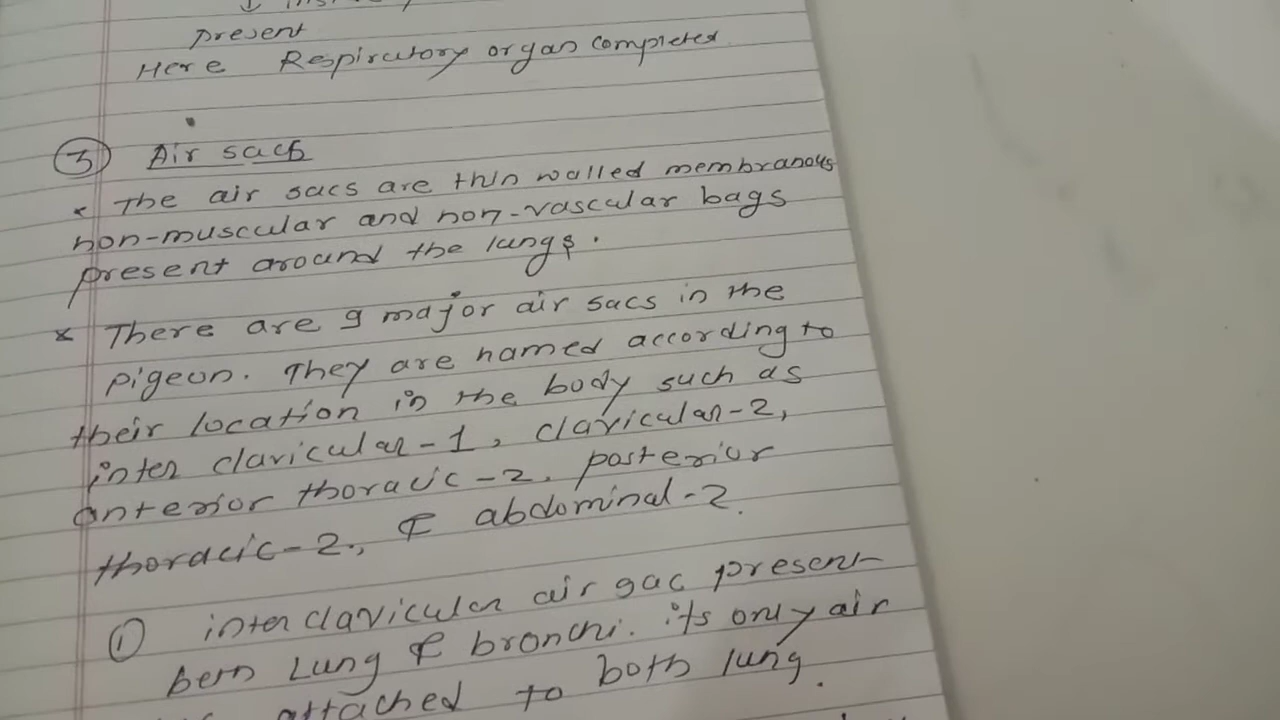 present
Here Respiratory organ completed
3 Air sacs
* The air sacs are thin walled membranous
non-muscular and non-vascular bags
present around the lungs.
* There are 9 major air sacs in the
pigeon. They are named according to
their location in the body such as
inter clavicular-1, clavicular-2,
anterior thoracic-2. posterior
thoracic-2., & abdominal-2.
1 inter clavicular air sac present
betn Lung & bronchi. its only air
attached to both lung.